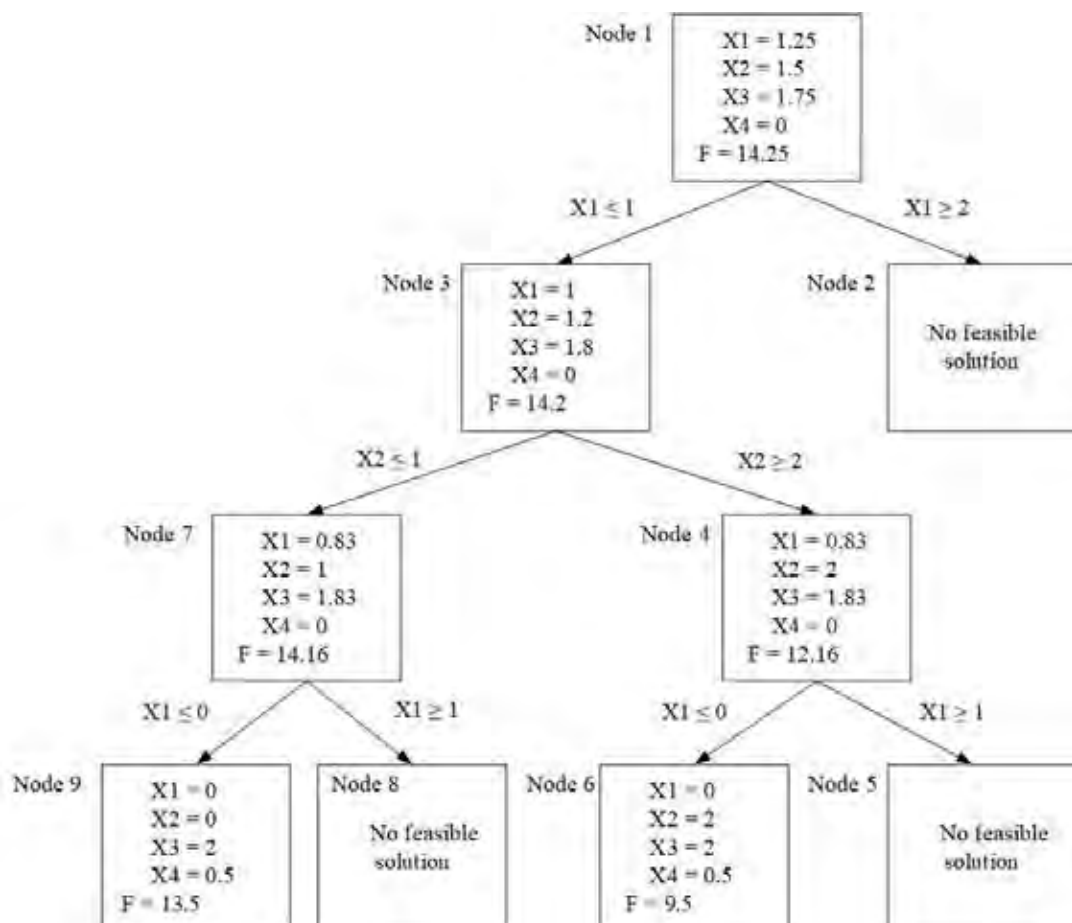 Node 1
X1 = 1.25
X2 = 1.5
X3 = 1.75
X4 = 0
F = 14.25
X1 ≤ 1
X1 ≥ 2
Node 3
X1 = 1
X2 = 1.2
X3 = 1.8
X4 = 0
F = 14.2
Node 2
No feasible
solution
X2 ≤ 1
X2 ≥ 2
Node 7
X1 = 0.83
X2 = 1
X3 = 1.83
X4 = 0
F = 14.16
Node 4
X1 = 0.83
X2 = 2
X3 = 1.83
X4 = 0
F = 12.16
X1 ≤ 0
X1 ≥ 1
X1 ≤ 0
X1 ≥ 1
Node 9
X1 = 0
X2 = 0
X3 = 2
X4 = 0.5
F = 13.5
Node 8
No feasible
solution
Node 6
X1 = 0
X2 = 2
X3 = 2
X4 = 0.5
F = 9.5
Node 5
No feasible
solution